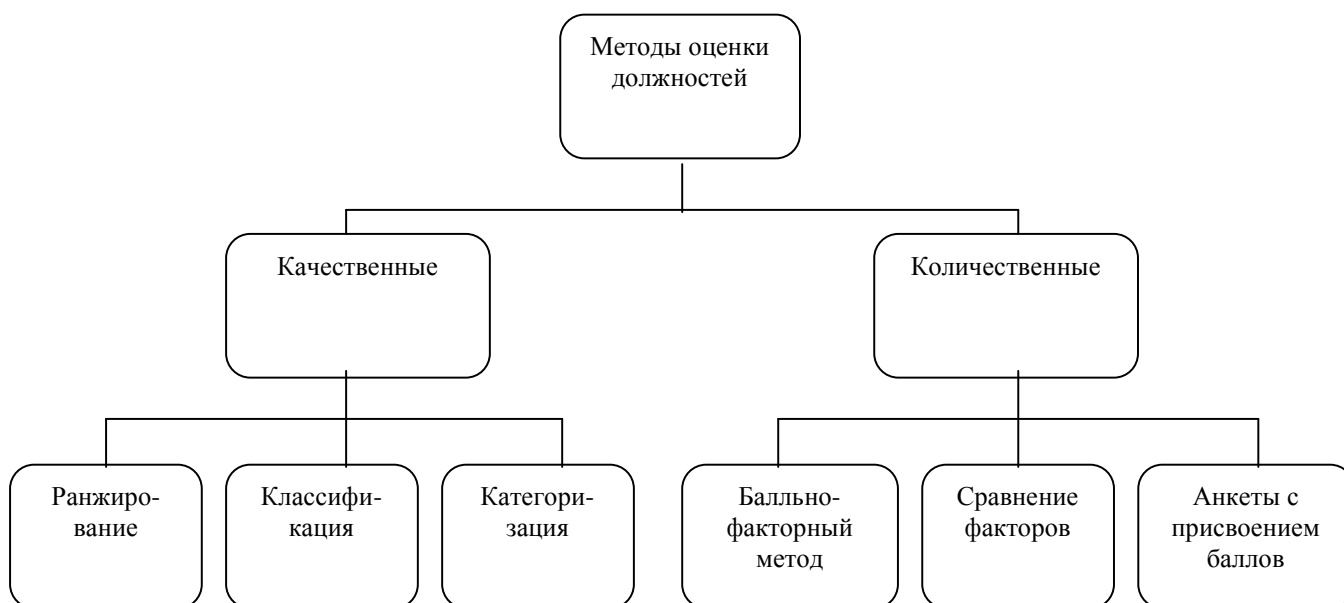 Методы оценки
должностей
Качественные
Количественные
Ранжиро-
вание
Классифи-
кация
Категори-
зация
Балльно-
факторный
метод
Сравнение
факторов
Анкеты с
присвоением
баллов